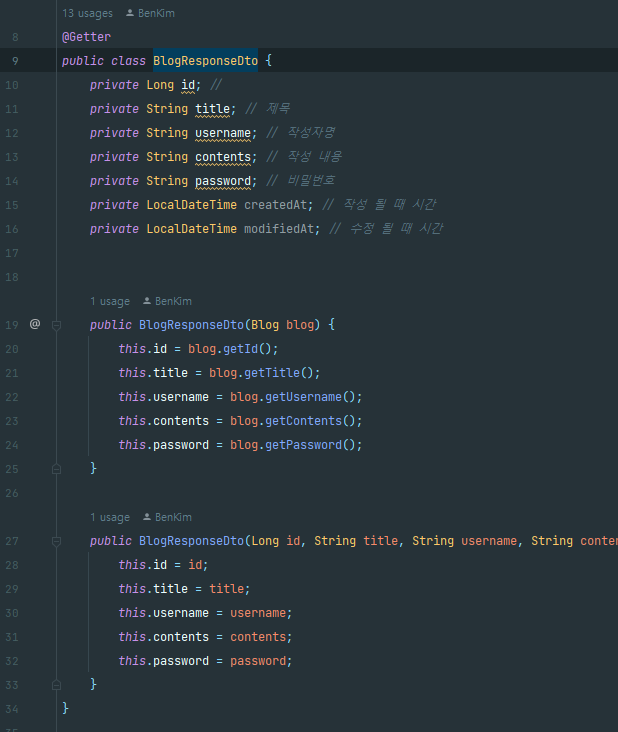 13 usages BenKim
8 @Getter
9 public class BlogResponseDto {
10 private Long id; //
11 private String title; // 제목
12 private String username; // 작성자명
13 private String contents; // 작성 내용
14 private String password; // 비밀번호
15 private LocalDateTime createdAt; // 작성 될 때 시간
16 private LocalDateTime modifiedAt; // 수정 될 때 시간
17
18
1 usage BenKim
19 @ public BlogResponseDto(Blog blog) {
20 this.id = blog.getId();
21 this.title = blog.getTitle();
22 this.username = blog.getUsername();
23 this.contents = blog.getContents();
24 this.password = blog.getPassword();
25 }
26
1 usage BenKim
27 public BlogResponseDto(Long id, String title, String username, String conte
28 this.id = id;
29 this.title = title;
30 this.username = username;
31 this.contents = contents;
32 this.password = password;
33 }
34 }